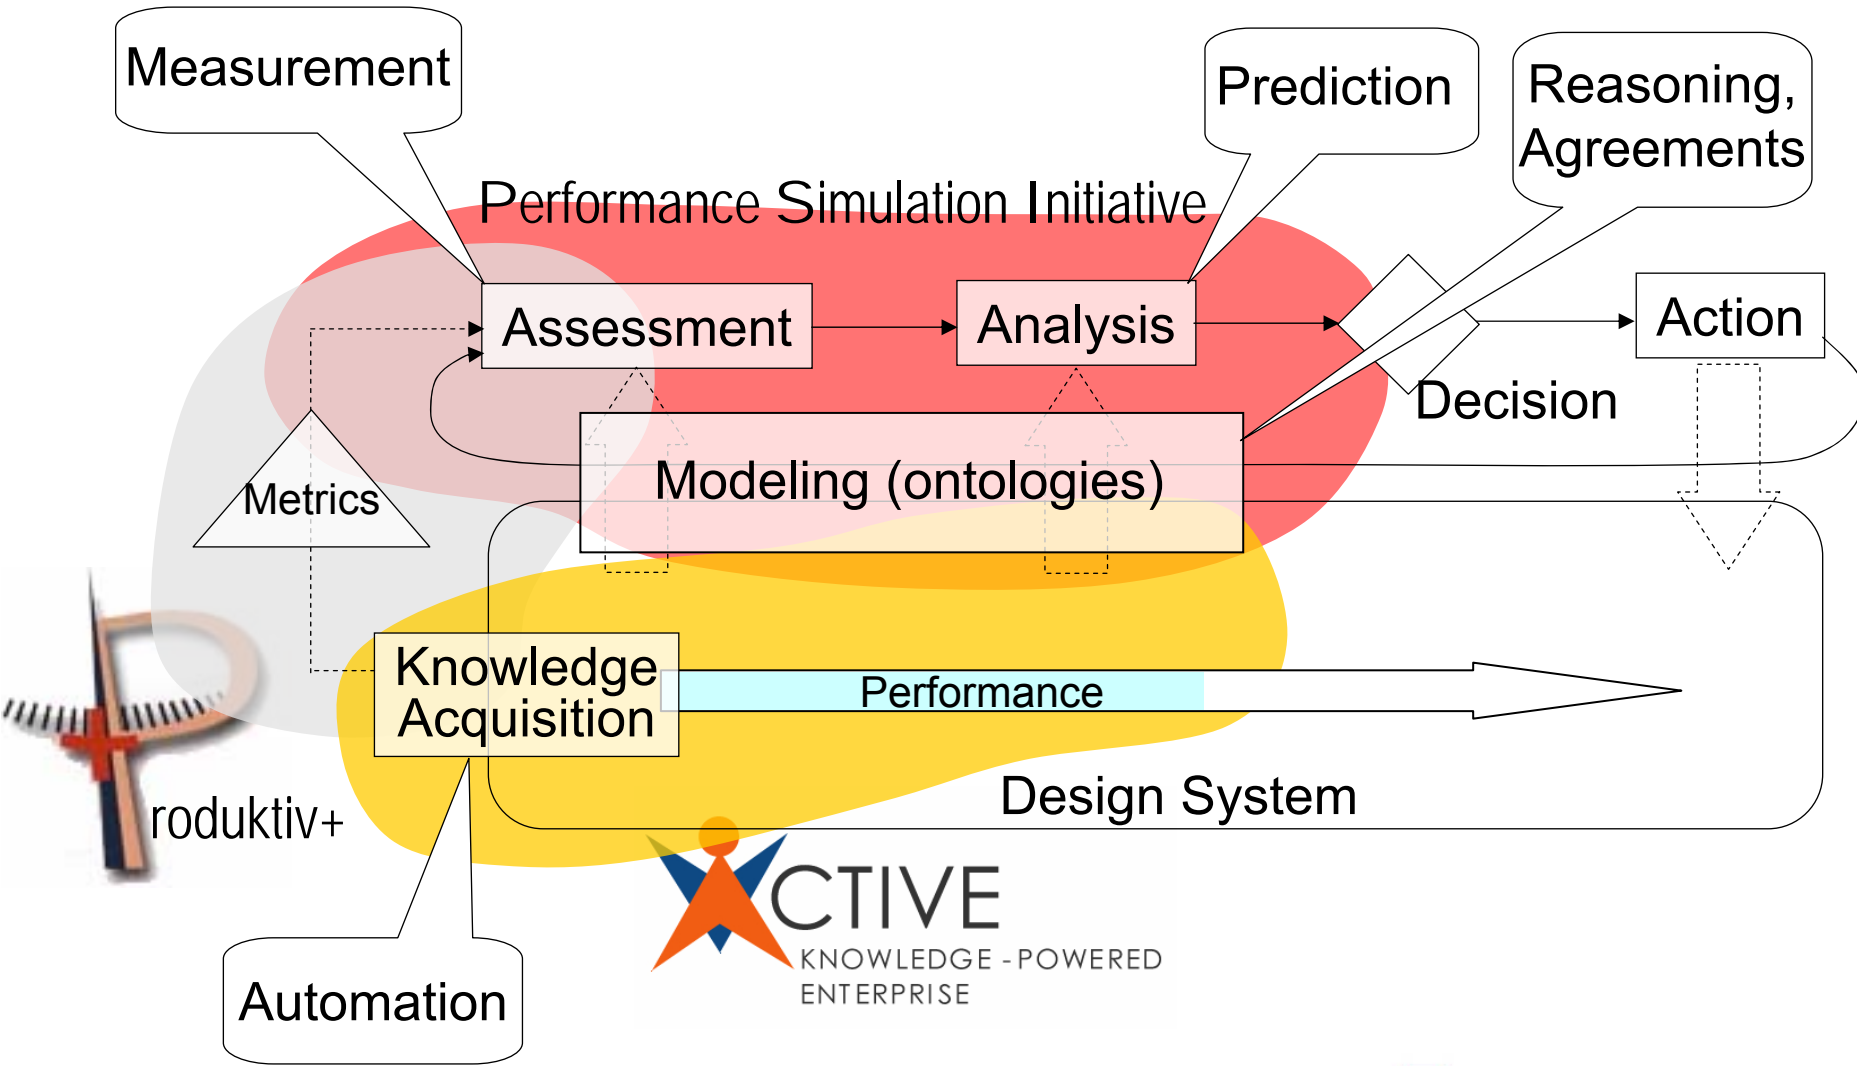 Measurement
Prediction
Reasoning,
Agreements
Performance Simulation Initiative
Assessment
Analysis
Action
Decision
Modeling (ontologies)
Metrics
Knowledge
Acquisition
Performance
Design System
roduktiv+
CTIVE
KNOWLEDGE - POWERED
ENTERPRISE
Automation